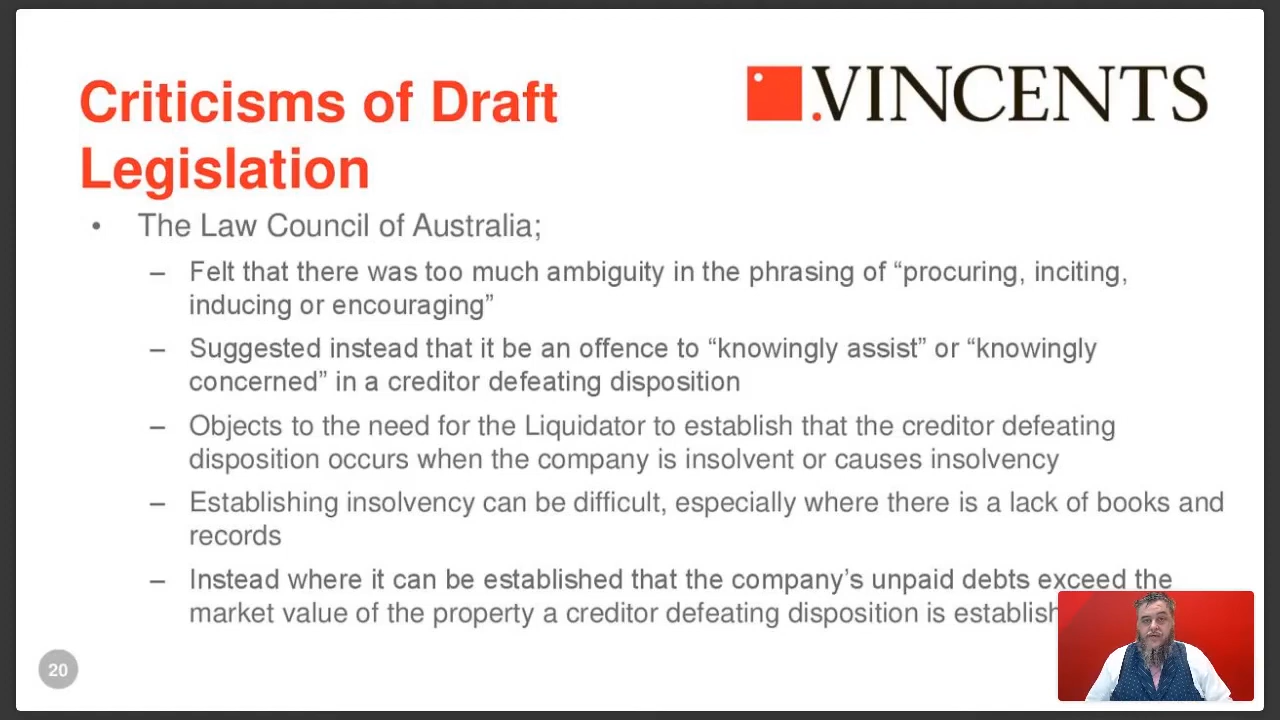 Criticisms of Draft
Legislation
.VINCENTS
• The Law Council of Australia;
– Felt that there was too much ambiguity in the phrasing of “procuring, inciting,
inducing or encouraging”
– Suggested instead that it be an offence to “knowingly assist” or “knowingly
concerned” in a creditor defeating disposition
– Objects to the need for the Liquidator to establish that the creditor defeating
disposition occurs when the company is insolvent or causes insolvency
– Establishing insolvency can be difficult, especially where there is a lack of books and
records
– Instead where it can be established that the company’s unpaid debts exceed the
market value of the property a creditor defeating disposition is
20